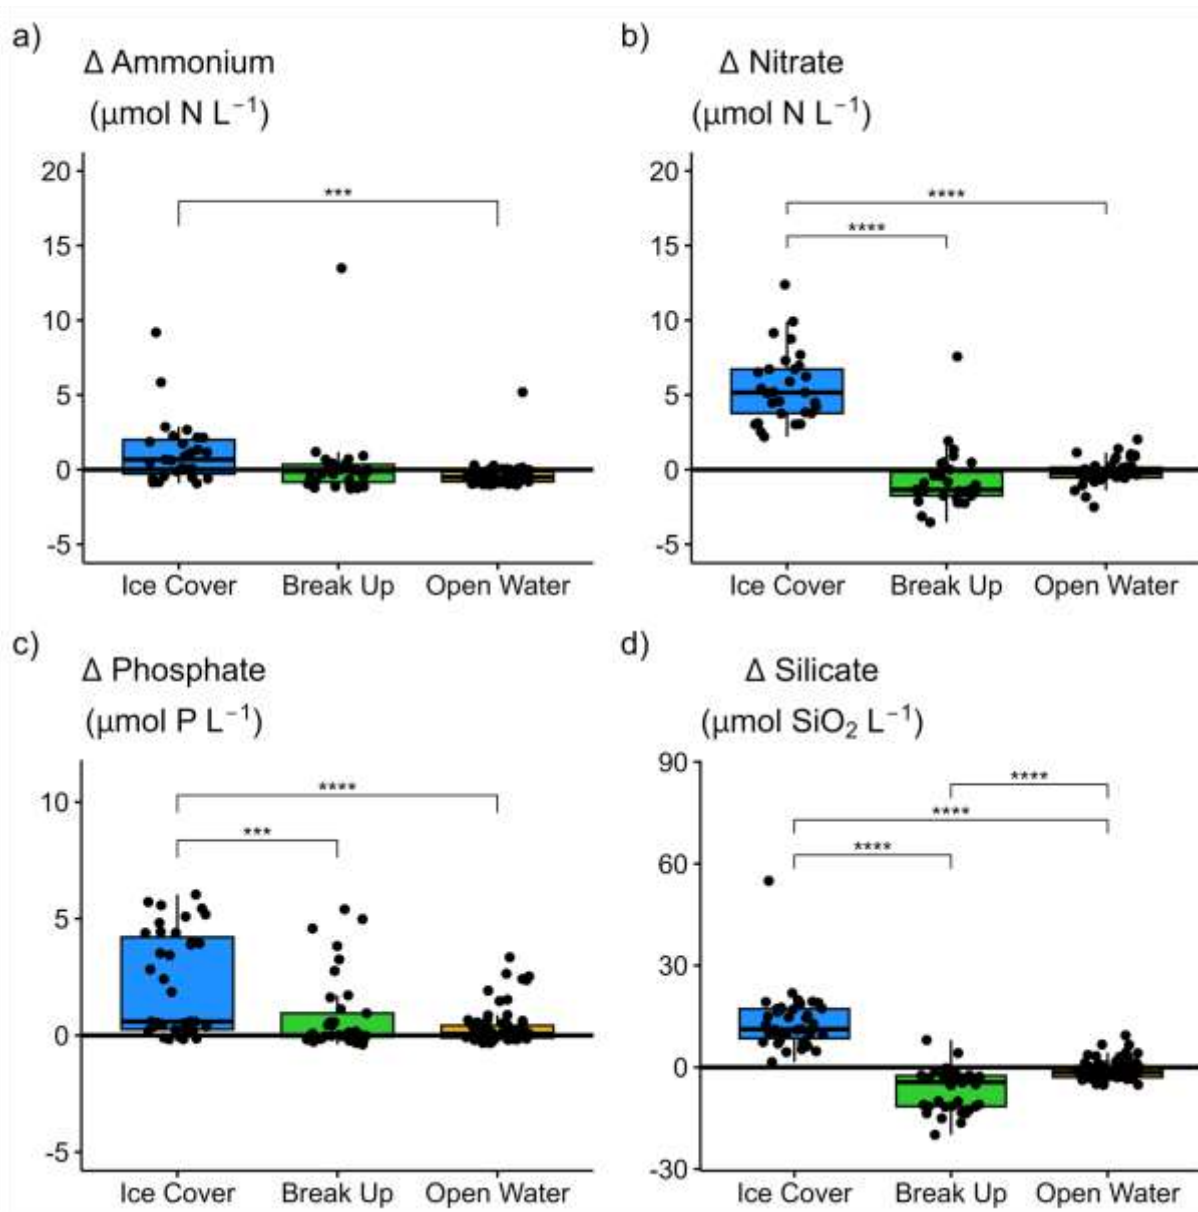 a)
Δ Ammonium
(μmol N L⁻¹)
20
15
10
5
0
-5
***
Ice Cover Break Up Open Water
b)
Δ Nitrate
(μmol N L⁻¹)
20
15
10
5
0
-5
****
****
Ice Cover Break Up Open Water
c)
Δ Phosphate
(μmol P L⁻¹)
10
5
0
-5
****
***
Ice Cover Break Up Open Water
d)
Δ Silicate
(μmol SiO₂ L⁻¹)
90
60
30
0
-30
****
****
****
Ice Cover Break Up Open Water